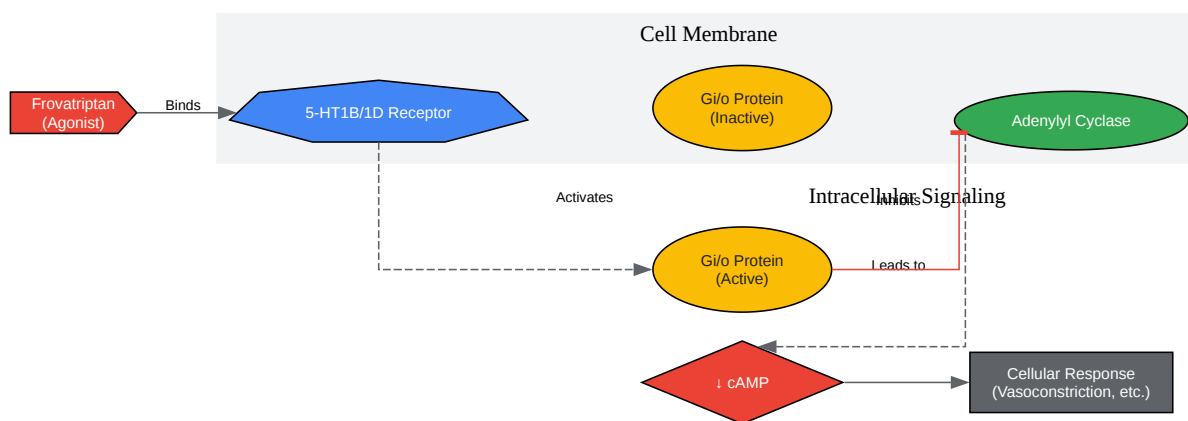 Cell Membrane
Frovatriptan
(Agonist)
Binds
5-HT1B/1D Receptor
Gi/o Protein
(Inactive)
Adenylyl Cyclase
Activates
Intracellular Signaling
Inhibits
Gi/o Protein
(Active)
Leads to
↓ cAMP
Cellular Response
(Vasoconstriction, etc.)